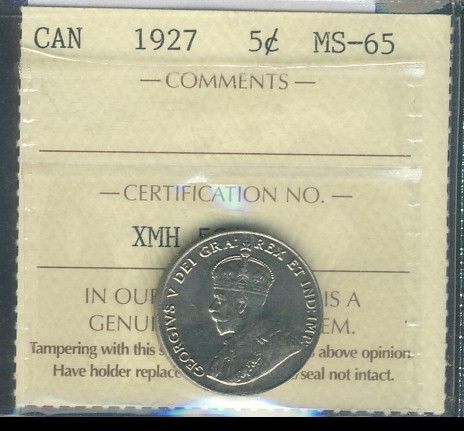 CAN 1927 5¢ MS-65
— COMMENTS —
— CERTIFICATION NO. —
XMH
IN OUR IS A
GENUI EM.
Tampering with this s above opinion.
Have holder replace /seal not intact.
GEORGIVS V DEI GRA: REX ET IND: IMP: